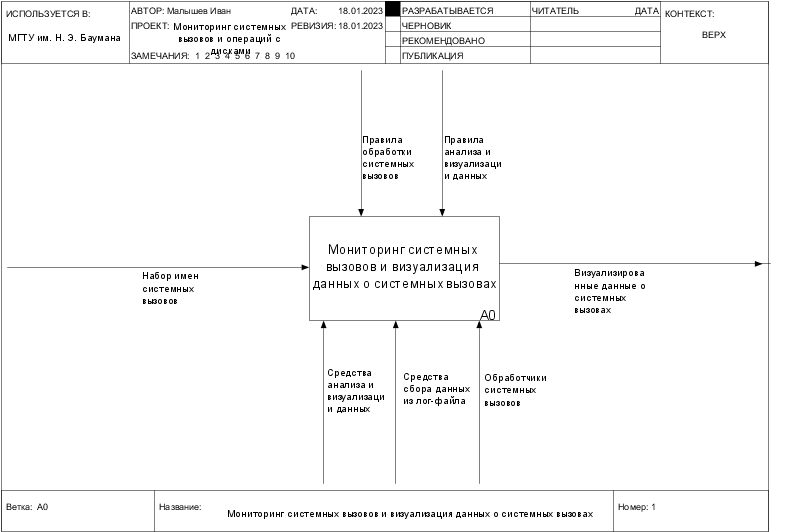 ИСПОЛЬЗУЕТСЯ В:
МГТУ им. Н. Э. Баумана
АВТОР: Малышев Иван
ДАТА: 18.01.2023
ПРОЕКТ: Мониторинг системных
вызовов и операций с
дисками
РЕВИЗИЯ: 18.01.2023
ЗАМЕЧАНИЯ: 1 2 3 4 5 6 7 8 9 10
РАЗРАБАТЫВАЕТСЯ
ЧЕРНОВИК
РЕКОМЕНДОВАНО
ПУБЛИКАЦИЯ
ЧИТАТЕЛЬ ДАТА
КОНТЕКСТ:
ВЕРХ
Правила
обработки
системных
вызовов
Правила
анализа и
визуализаци
и данных
Набор имен
системных
вызовов
Мониторинг системных
вызовов и визуализация
данных о системных вызовах
A0
Визуализирова
нные данные о
системных
вызовах
Средства
анализа и
визуализаци
и данных
Средства
сбора данных
из лог-файла
Обработчики
системных
вызовов
Ветка: A0
Название:
Мониторинг системных вызовов и визуализация данных о системных вызовах
Номер: 1